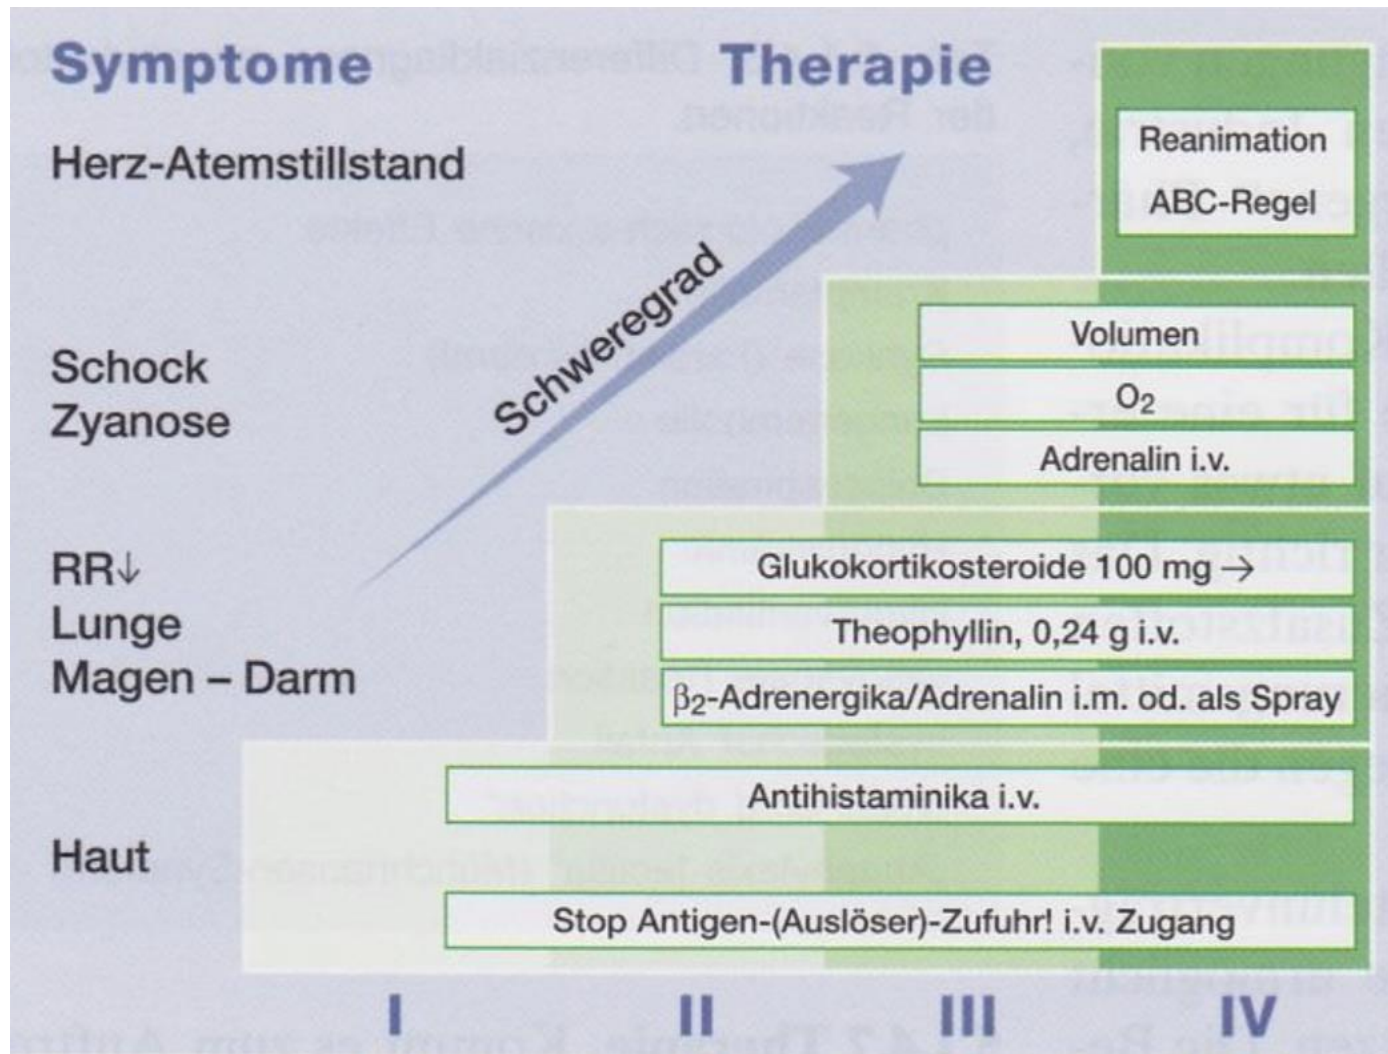 Symptome
Therapie
Herz-Atemstillstand
Reanimation
ABC-Regel
Schweregrad
Schock
Zyanose
Volumen
O₂
Adrenalin i.v.
RR↓
Lunge
Magen – Darm
Glukokortikosteroide 100 mg →
Theophyllin, 0,24 g i.v.
β₂-Adrenergika/Adrenalin i.m. od. als Spray
Haut
Antihistaminika i.v.
Stop Antigen-(Auslöser)-Zufuhr! i.v. Zugang
I II III IV